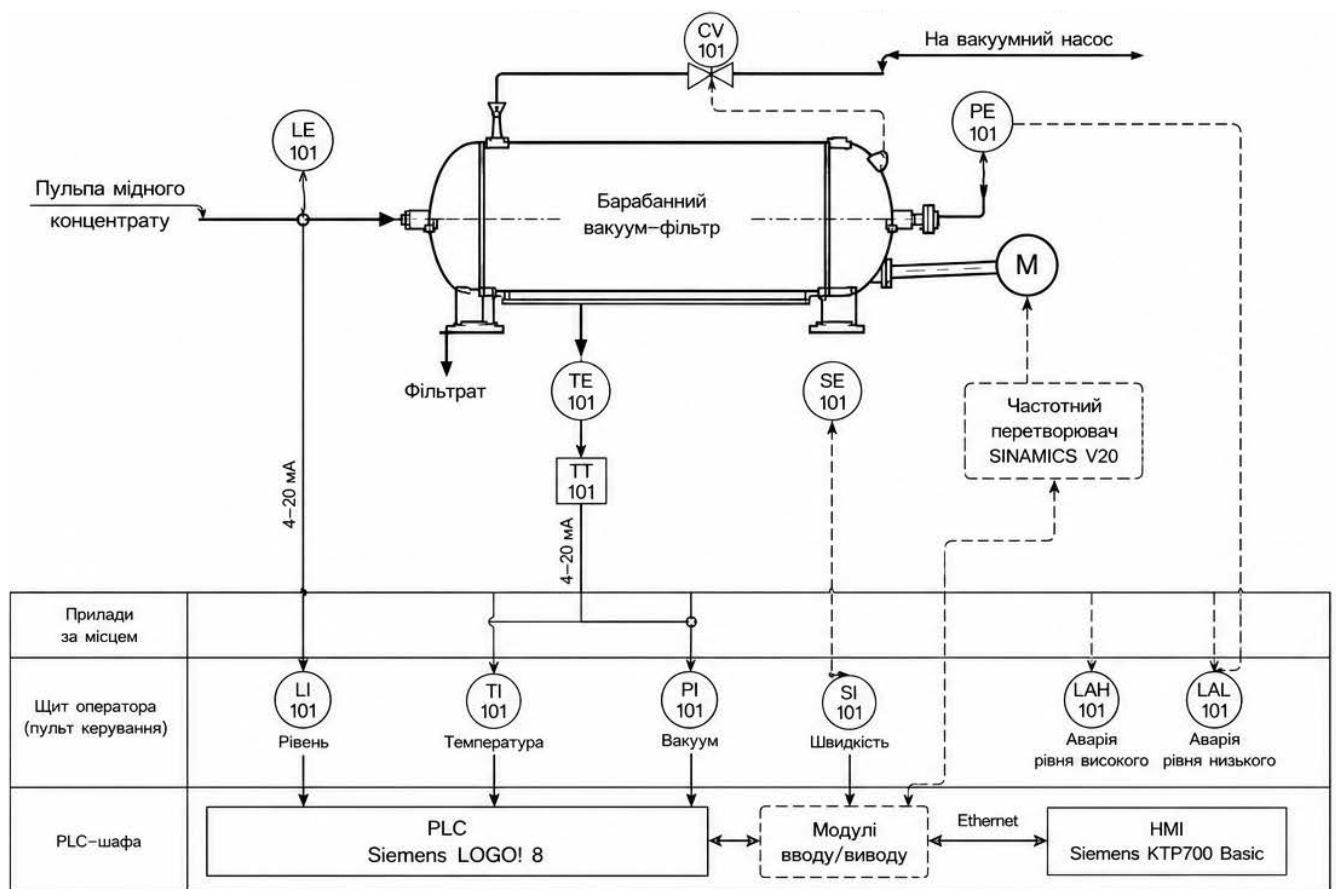 CV
101
На вакуумний насос
LE
101
PE
101
Пульпа мідного
концентрату
Барабанний
вакуум-фільтр
M
Фільтрат
TE
101
SE
101
Частотний
перетворювач
SINAMICS V20
TT
101
4-20 мА
4-20 мА
Прилади
за місцем
Щит оператора
(пульт керування)
LI
101
Рівень
TI
101
Температура
PI
101
Вакуум
SI
101
Швидкість
LAH
101
Аварія
рівня високого
LAL
101
Аварія
рівня низького
PLC-шафа
PLC
Siemens LOGO! 8
Модулі
вводу/виводу
Ethernet
HMI
Siemens KTP700 Basic